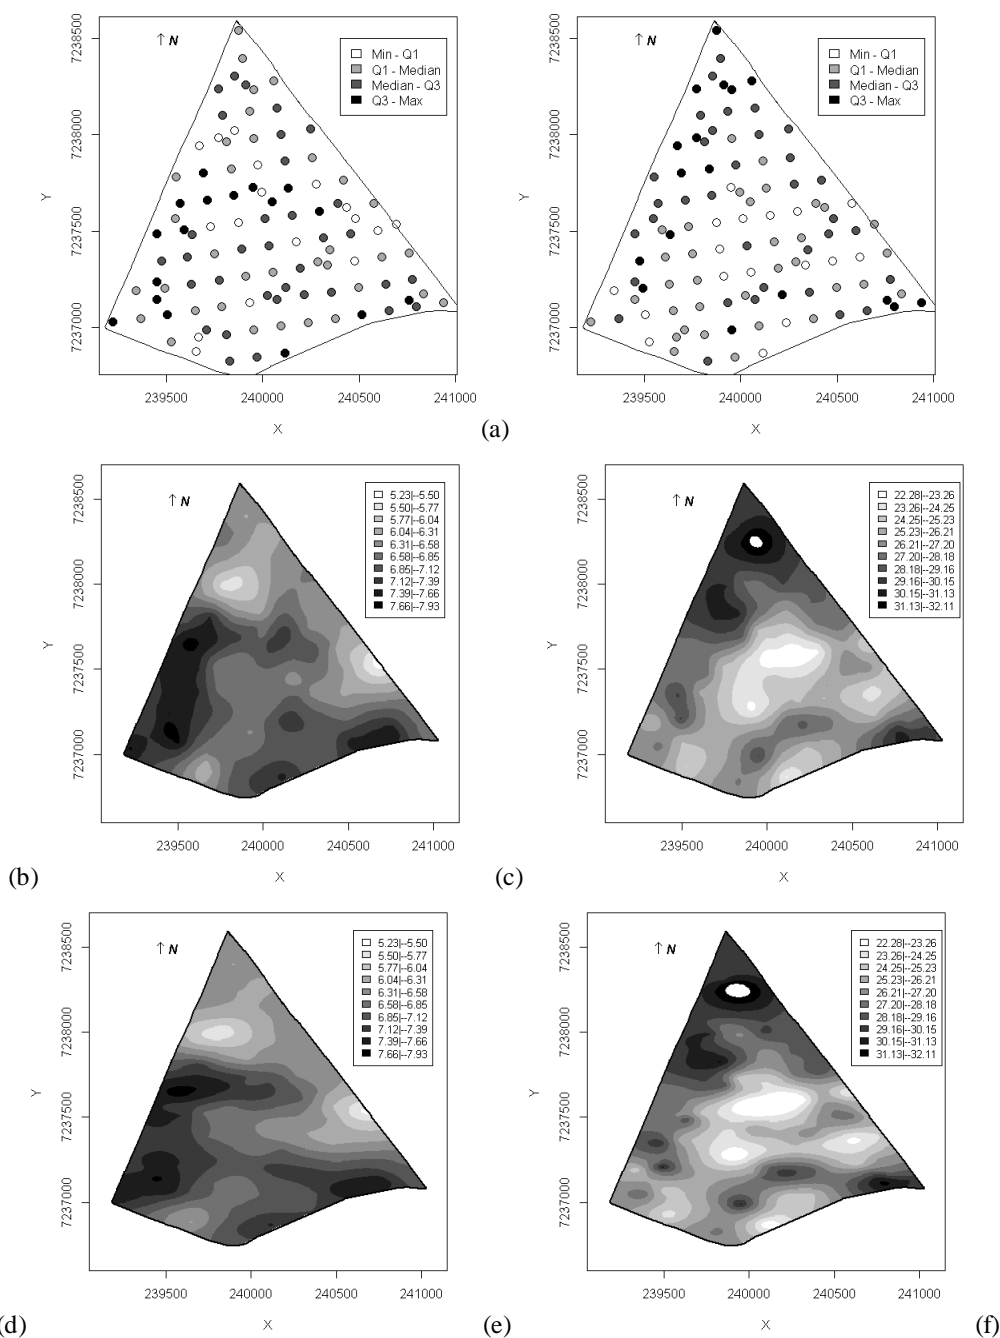 ↑ N
Min - Q1
Q1 - Median
Median - Q3
Q3 - Max
Y
7238500
7238000
7237500
7237000
239500 240000 240500 241000
X
↑ N
Min - Q1
Q1 - Median
Median - Q3
Q3 - Max
Y
7238500
7238000
7237500
7237000
239500 240000 240500 241000
X
(a)
↑ N
5.23|--5.50
5.50|--5.77
5.77|--6.04
6.04|--6.31
6.31|--6.58
6.58|--6.85
6.85|--7.12
7.12|--7.39
7.39|--7.66
7.66|--7.93
Y
7238500
7238000
7237500
7237000
239500 240000 240500 241000
X
↑ N
22.28|--23.26
23.26|--24.25
24.25|--25.23
25.23|--26.21
26.21|--27.20
27.20|--28.18
28.18|--29.16
29.16|--30.15
30.15|--31.13
31.13|--32.11
Y
7238500
7238000
7237500
7237000
239500 240000 240500 241000
X
(b) (c)
↑ N
5.23|--5.50
5.50|--5.77
5.77|--6.04
6.04|--6.31
6.31|--6.58
6.58|--6.85
6.85|--7.12
7.12|--7.39
7.39|--7.66
7.66|--7.93
Y
7238500
7238000
7237500
7237000
239500 240000 240500 241000
X
↑ N
22.28|--23.26
23.26|--24.25
24.25|--25.23
25.23|--26.21
26.21|--27.20
27.20|--28.18
28.18|--29.16
29.16|--30.15
30.15|--31.13
31.13|--32.11
Y
7238500
7238000
7237500
7237000
239500 240000 240500 241000
X
d) (e) (f)